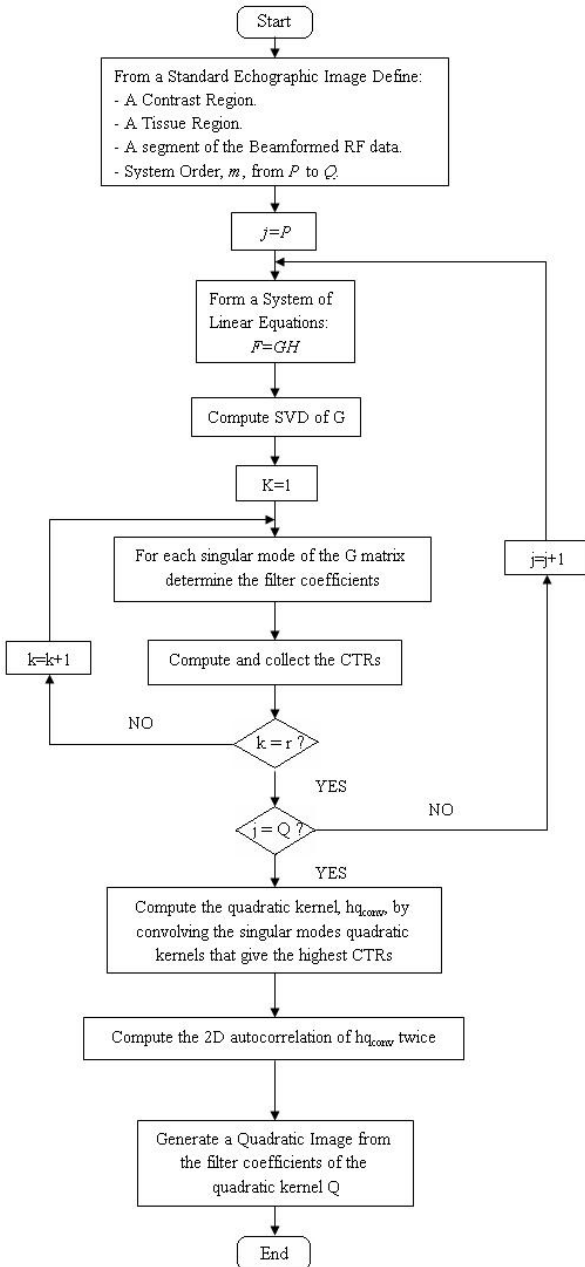 Start
From a Standard Echographic Image Define:
- A Contrast Region.
- A Tissue Region.
- A segment of the Beamformed RF data.
- System Order, m, from P to Q.
j=P
Form a System of
Linear Equations:
F=GH
Compute SVD of G
K=1
For each singular mode of the G matrix
determine the filter coefficients
j=j+1
Compute and collect the CTRs
k=k+1
NO
k = r ?
YES
NO
j = Q ?
YES
Compute the quadratic kernel, hqconv, by
convolving the singular modes quadratic
kernels that give the highest CTRs
Compute the 2D autocorrelation of hqconv twice
Generate a Quadratic Image from
the filter coefficients of the
quadratic kernel Q
End